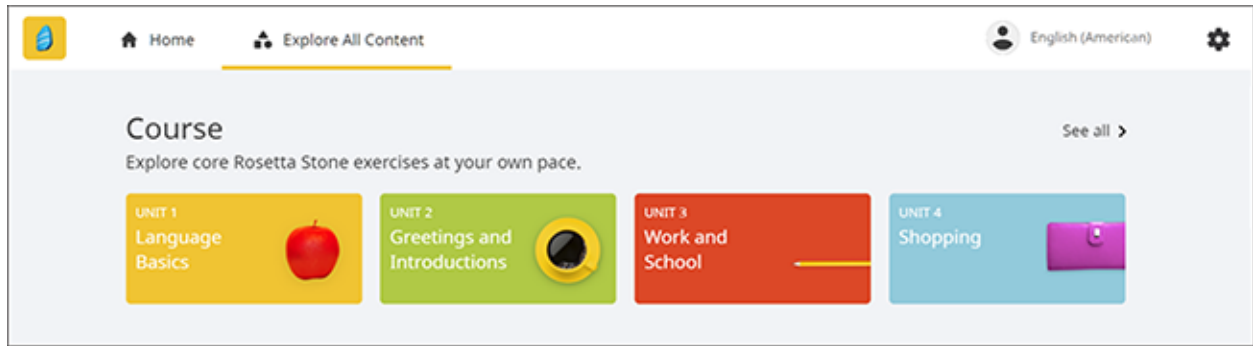 Home
Explore All Content
English (American)
Course
See all
Explore core Rosetta Stone exercises at your own pace.
UNIT 1
Language
Basics
UNIT 2
Greetings and
Introductions
UNIT 3
Work and
School
UNIT 4
Shopping